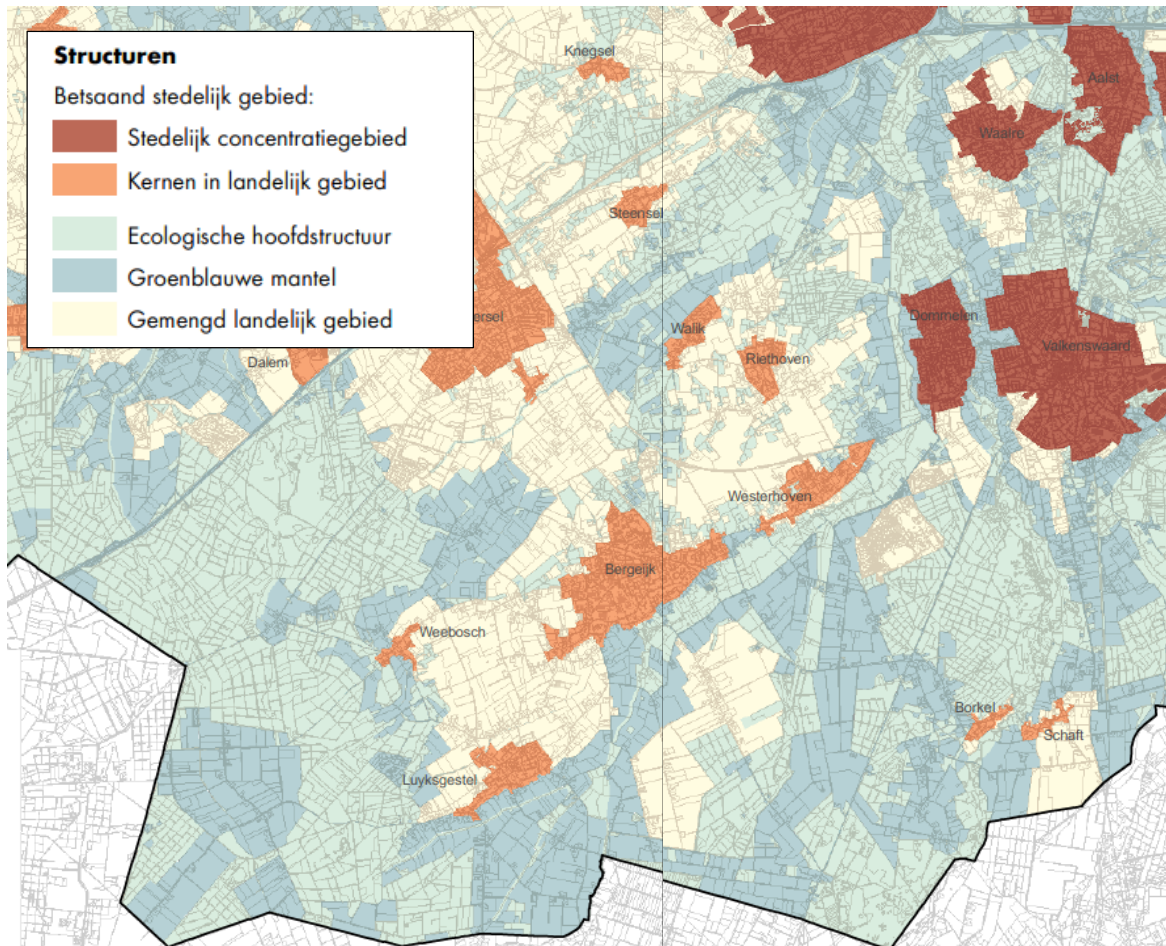 Structuren
Betsaand stedelijk gebied:
Stedelijk concentratiegebied
Kernen in landelijk gebied
Ecologische hoofdstructuur
Groenblauwe mantel
Gemengd landelijk gebied
Knegsel
Aalst
Waalre
Steensel
ersel
Dommelen
Walik
Valkenswaard
Riethoven
Dalem
Westerhoven
Bergeijk
Weebosch
Borkel
Schaft
Luyksgestel